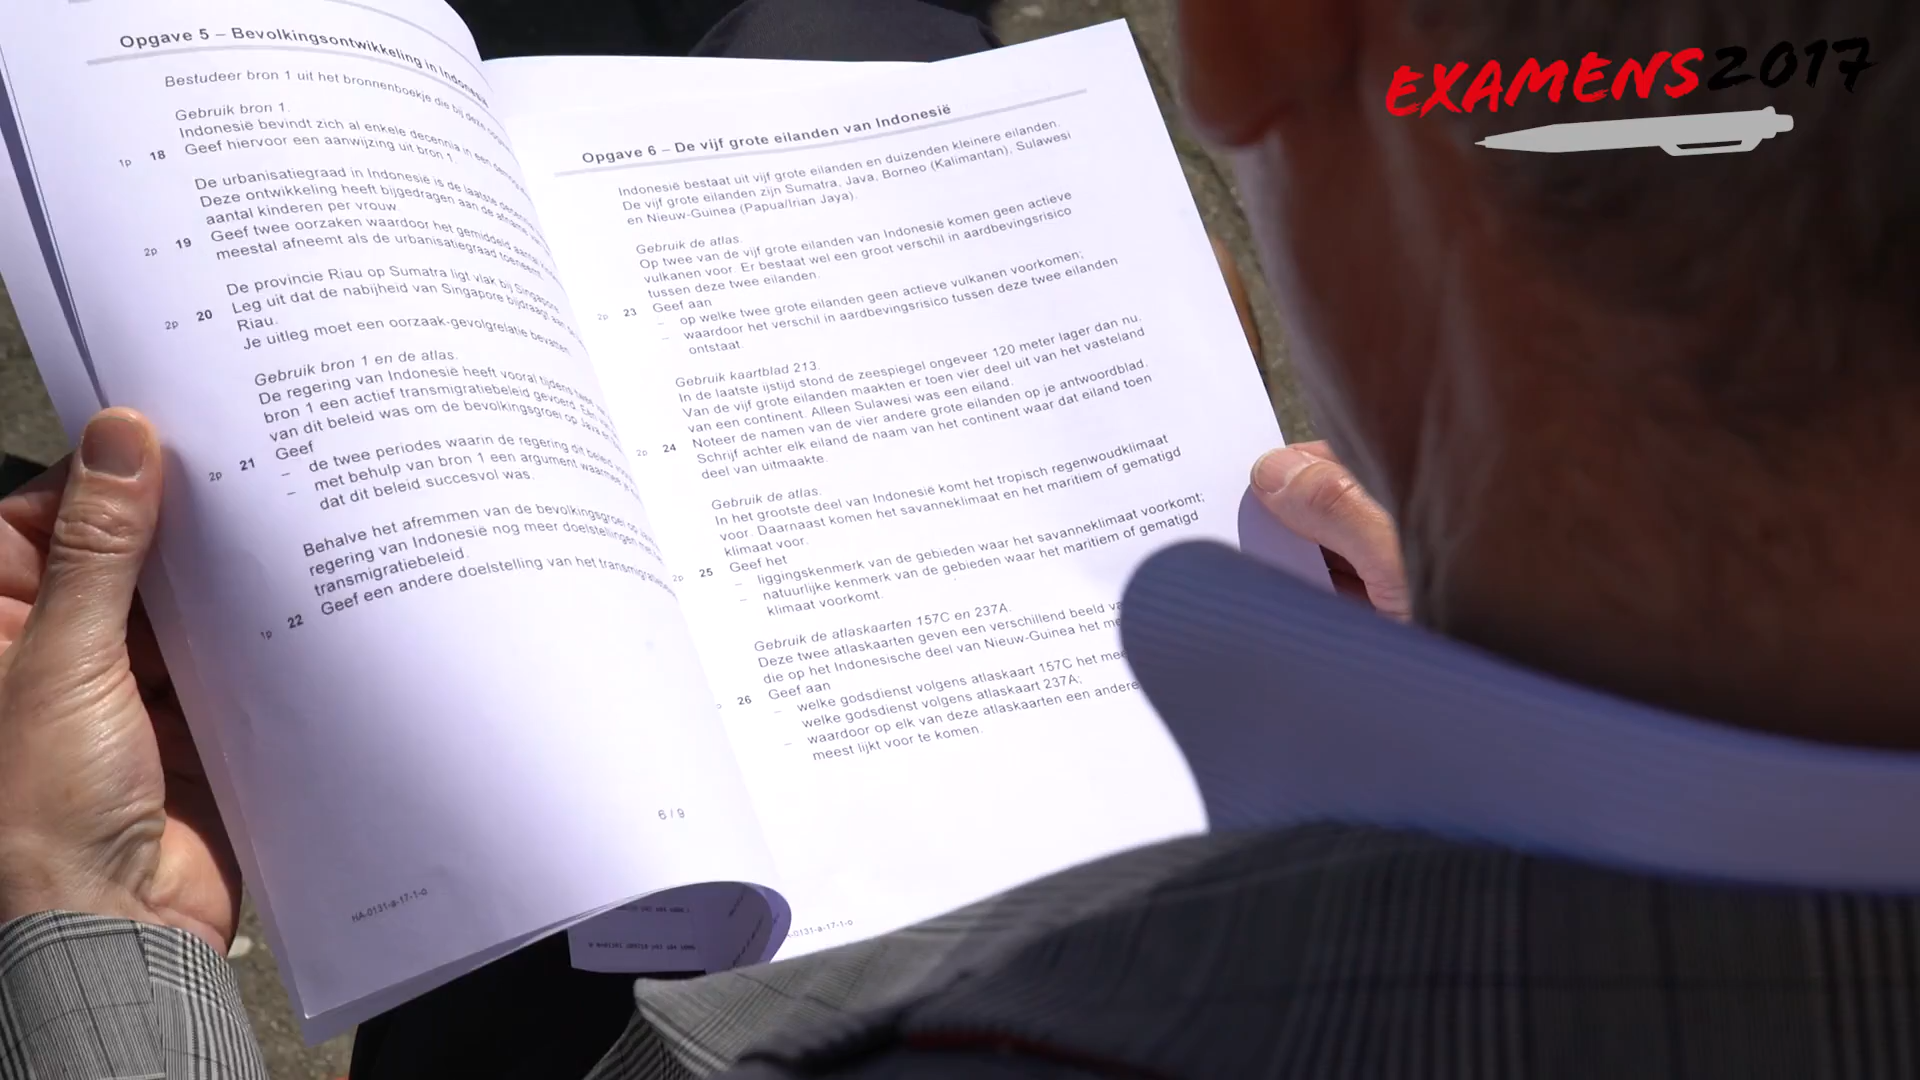 EXAMENS2017
Opgave 5 – Bevolkingsontwikkeling in Indonesië
Bestudeer bron 1 uit het bronnenboekje die bij deze
Gebruik bron 1.
Indonesië bevindt zich al enkele decennia in een
1p 18 Geef hiervoor een aanwijzing uit bron 1.
De urbanisatiegraad in Indonesië is de laatste
Deze ontwikkeling heeft bijgedragen aan de
aantal kinderen per vrouw.
2p 19 Geef twee oorzaken waardoor het gemiddeld aantal
meestal afneemt als de urbanisatiegraad toeneemt.
De provincie Riau op Sumatra ligt vlak bij Singapore.
2p 20 Leg uit dat de nabijheid van Singapore bijdraagt aan
Riau.
Je uitleg moet een oorzaak-gevolgrelatie bevatten.
Gebruik bron 1 en de atlas.
De regering van Indonesië heeft vooral tijdens
bron 1 een actief transmigratiebeleid gevoerd.
van dit beleid was om de bevolkingsgroei op Java
2p 21 Geef
– de twee periodes waarin de regering dit beleid
– met behulp van bron 1 een argument waarmee
dat dit beleid succesvol was.
Behalve het afremmen van de bevolkingsgroei op
regering van Indonesië nog meer doelstellingen
transmigratiebeleid.
1p 22 Geef een andere doelstelling van het
6 / 9
HA-0131-a-17-1-o
Opgave 6 – De vijf grote eilanden van Indonesië
Indonesië bestaat uit vijf grote eilanden en duizenden kleinere eilanden.
De vijf grote eilanden zijn Sumatra, Java, Borneo (Kalimantan), Sulawesi
en Nieuw-Guinea (Papua/Irian Jaya).
Gebruik de atlas.
Op twee van de vijf grote eilanden van Indonesië komen geen actieve
vulkanen voor. Er bestaat wel een groot verschil in aardbevingsrisico
tussen deze twee eilanden.
2p 23 Geef aan
– op welke twee grote eilanden geen actieve vulkanen voorkomen;
– waardoor het verschil in aardbevingsrisico tussen deze twee eilanden
ontstaat.
Gebruik kaartblad 213.
In de laatste ijstijd stond de zeespiegel ongeveer 120 meter lager dan nu.
Van de vijf grote eilanden maakten er toen vier deel uit van het vasteland
van een continent. Alleen Sulawesi was een eiland.
2p 24 Noteer de namen van de vier andere grote eilanden op je antwoordblad.
Schrijf achter elk eiland de naam van het continent waar dat eiland toen
deel van uitmaakte.
Gebruik de atlas.
In het grootste deel van Indonesië komt het tropisch regenwoudklimaat
voor. Daarnaast komen het savanneklimaat en het maritiem of gematigd
klimaat voor.
2p 25 Geef het
– liggingskenmerk van de gebieden waar het savanneklimaat voorkomt;
– natuurlijke kenmerk van de gebieden waar het maritiem of gematigd
klimaat voorkomt.
Gebruik de atlaskaarten 157C en 237A.
Deze twee atlaskaarten geven een verschillend beeld
die op het Indonesische deel van Nieuw-Guinea het
26 Geef aan
– welke godsdienst volgens atlaskaart 157C het
welke godsdienst volgens atlaskaart 237A;
– waardoor op elk van deze atlaskaarten een andere
meest lijkt voor te komen.
-0131-a-17-1-o